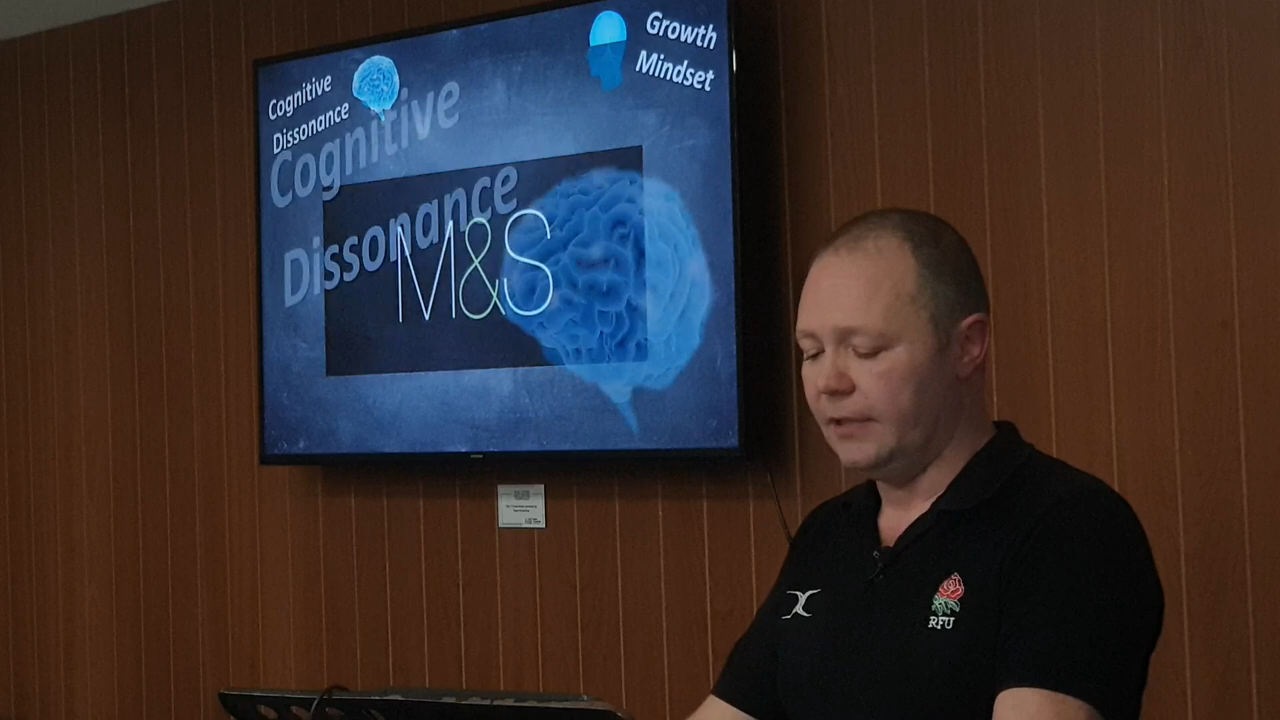 Cognitive
Dissonance
Growth
Mindset
Cognitive
Dissonance
M&S
RFU